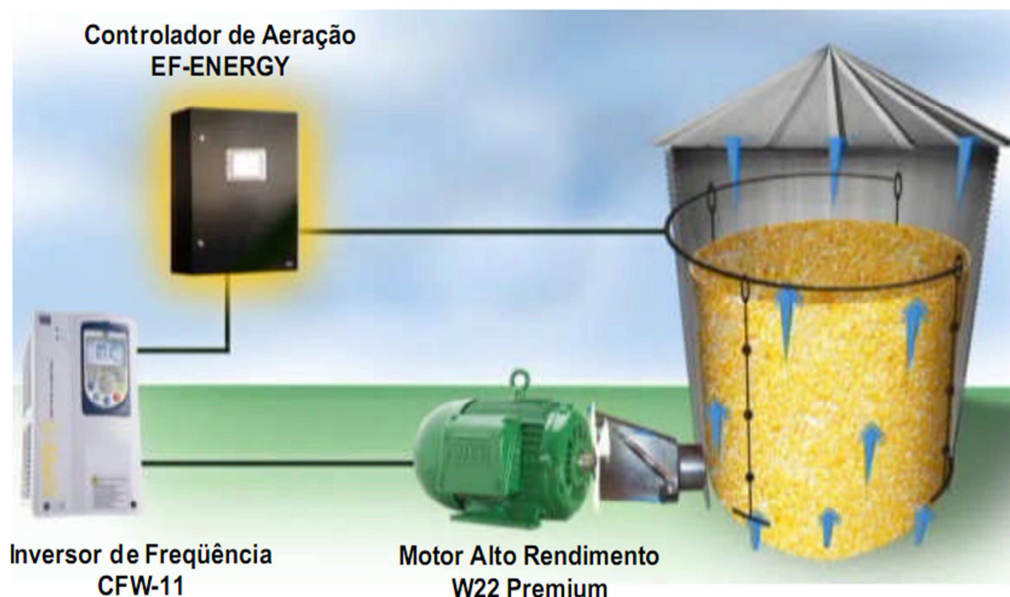 Controlador de Aeração
EF-ENERGY
Inversor de Freqüência
CFW-11
Motor Alto Rendimento
W22 Premium